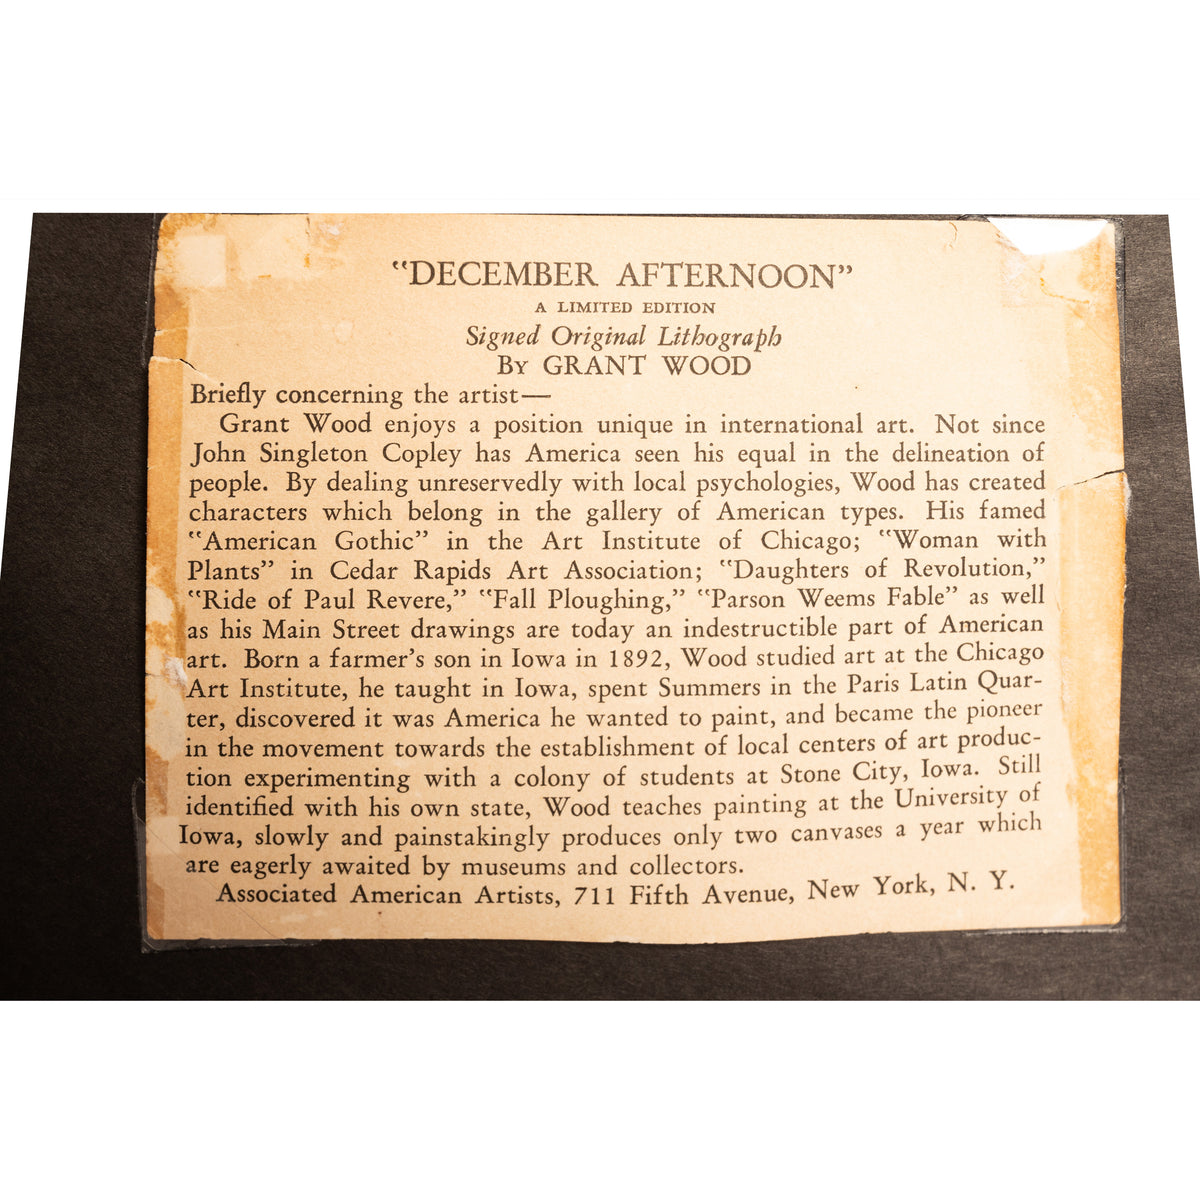 "DECEMBER AFTERNOON"
A LIMITED EDITION
Signed Original Lithograph
By GRANT WOOD
Briefly concerning the artist—
Grant Wood enjoys a position unique in international art. Not since
John Singleton Copley has America seen his equal in the delineation of
people. By dealing unreservedly with local psychologies, Wood has created
characters which belong in the gallery of American types. His famed
"American Gothic" in the Art Institute of Chicago; "Woman with
Plants" in Cedar Rapids Art Association; "Daughters of Revolution,"
"Ride of Paul Revere," "Fall Ploughing," "Parson Weems Fable" as well
as his Main Street drawings are today an indestructible part of American
art. Born a farmer's son in Iowa in 1892, Wood studied art at the Chicago
Art Institute, he taught in Iowa, spent Summers in the Paris Latin Quar-
ter, discovered it was America he wanted to paint, and became the pioneer
in the movement towards the establishment of local centers of art produc-
tion experimenting with a colony of students at Stone City, Iowa. Still
identified with his own state, Wood teaches painting at the University of
Iowa, slowly and painstakingly produces only two canvases a year which
are eagerly awaited by museums and collectors.
Associated American Artists, 711 Fifth Avenue, New York, N. Y.